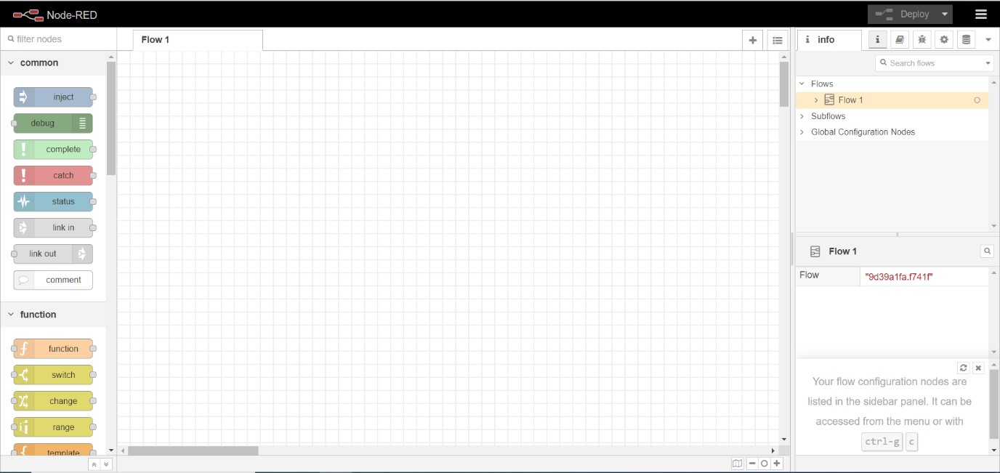 Node-RED
Deploy
filter nodes
Flow 1
i info
i
Search flows
common
inject
debug
complete
catch
status
link in
link out
comment
function
function
switch
change
range
template
Flows
Flow 1
Subflows
Global Configuration Nodes
Flow 1
Flow "9d39a1fa.f741f"
Your flow configuration nodes are
listed in the sidebar panel. It can be
accessed from the menu or with
ctrl-g c